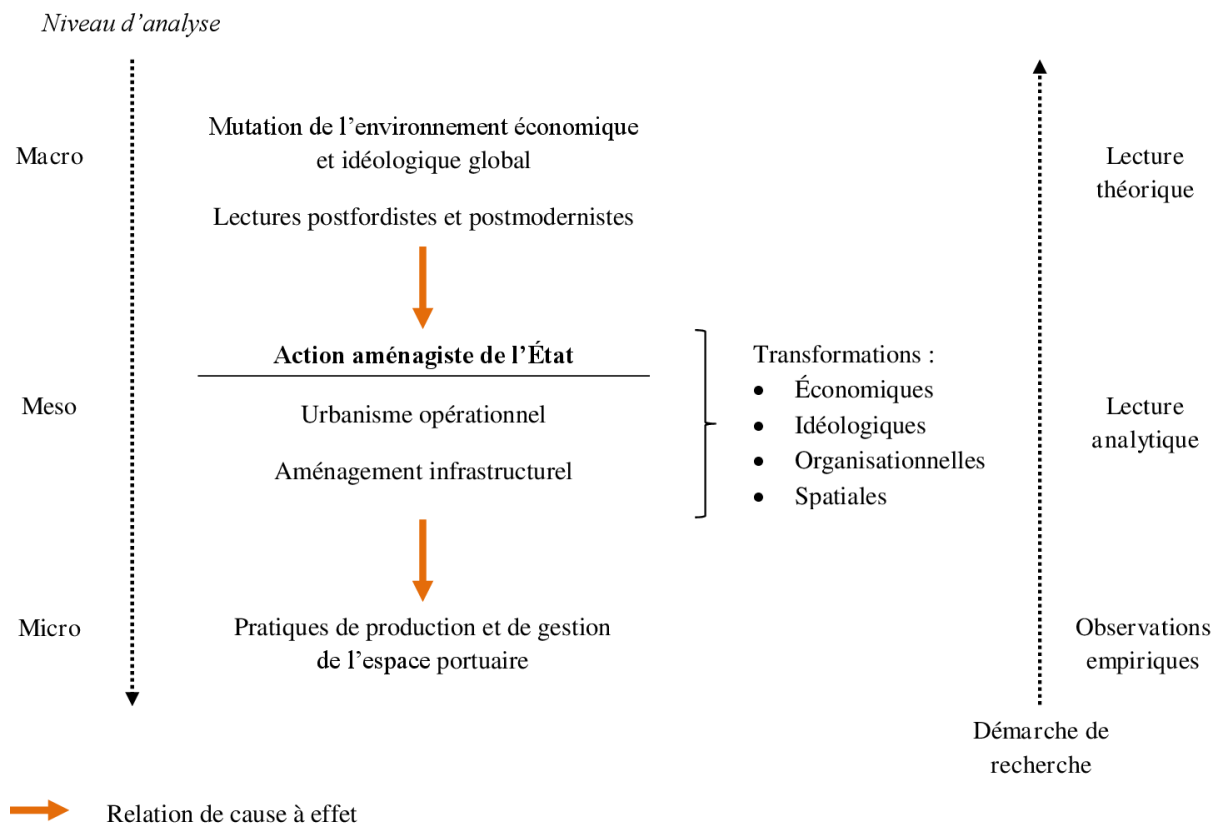 Niveau d'analyse
Macro
Mutation de l'environnement économique
et idéologique global
Lectures postfordistes et postmodernistes
Lecture
théorique
Meso
Action aménagiste de l'État
Urbanisme opérationnel
Aménagement infrastructurel
Transformations :
• Économiques
• Idéologiques
• Organisationnelles
• Spatiales
Lecture
analytique
Micro
Pratiques de production et de gestion
de l'espace portuaire
Observations
empiriques
Démarche de
recherche
Relation de cause à effet